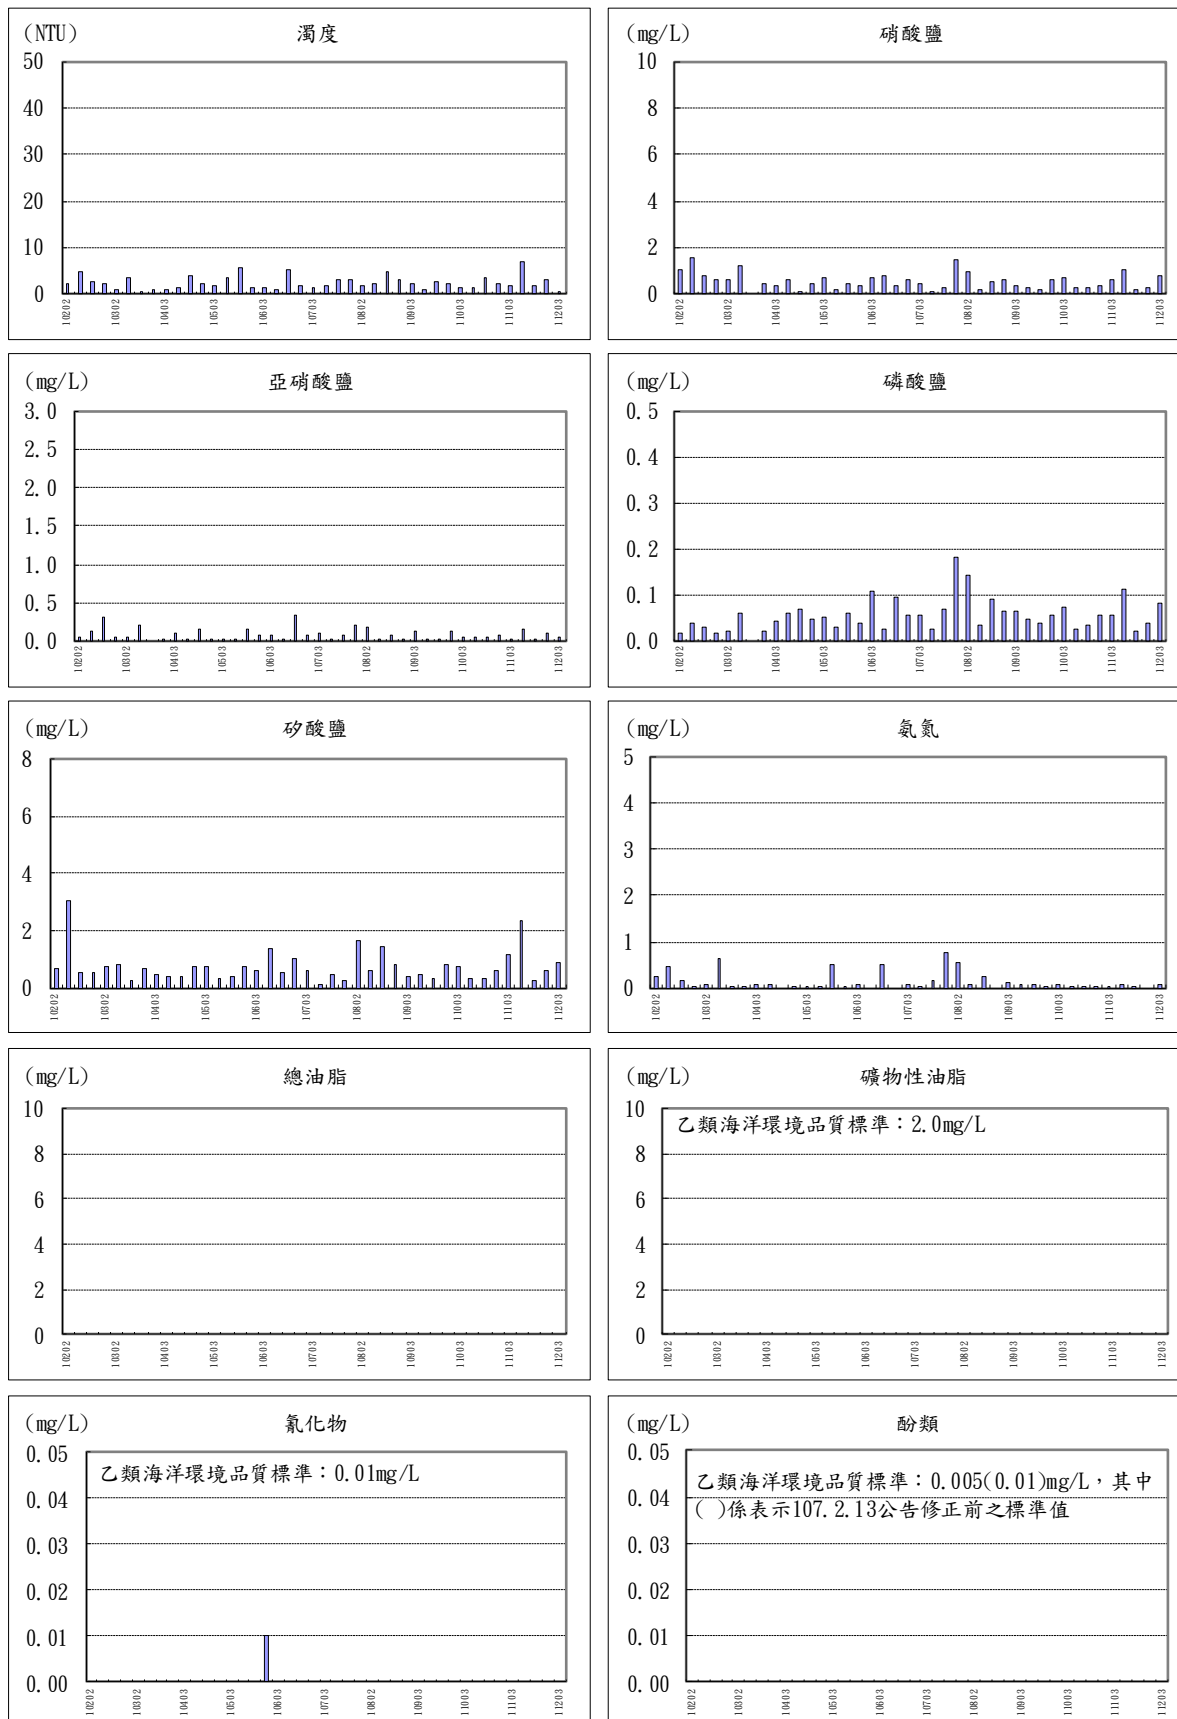 (NTU) 濁度
50
40
30
20
10
0
10202 10302 10403 10503 10603 10703 10802 10903 11003 11103 11203
(mg/L) 硝酸鹽
10
8
6
4
2
0
10202 10302 10403 10503 10603 10703 10802 10903 11003 11103 11203
(mg/L) 亞硝酸鹽
3.0
2.5
2.0
1.5
1.0
0.5
0.0
10202 10302 10403 10503 10603 10703 10802 10903 11003 11103 11203
(mg/L) 磷酸鹽
0.5
0.4
0.3
0.2
0.1
0.0
10202 10302 10403 10503 10603 10703 10802 10903 11003 11103 11203
(mg/L) 矽酸鹽
8
6
4
2
0
10202 10302 10403 10503 10603 10703 10802 10903 11003 11103 11203
(mg/L) 氨氮
5
4
3
2
1
0
10202 10302 10403 10503 10603 10703 10802 10903 11003 11103 11203
(mg/L) 總油脂
10
8
6
4
2
0
10202 10302 10403 10503 10603 10703 10802 10903 11003 11103 11203
(mg/L) 礦物性油脂
10
乙類海洋環境品質標準：2.0mg/L
8
6
4
2
0
10202 10302 10403 10503 10603 10703 10802 10903 11003 11103 11203
(mg/L) 氰化物
0.05
乙類海洋環境品質標準：0.01mg/L
0.04
0.03
0.02
0.01
0.00
10202 10302 10403 10503 10603 10703 10802 10903 11003 11103 11203
(mg/L) 酚類
0.05
乙類海洋環境品質標準：0.005(0.01)mg/L，其中
( )係表示107.2.13公告修正前之標準值
0.04
0.03
0.02
0.01
0.00
10202 10302 10403 10503 10603 10703 10802 10903 11003 11103 11203